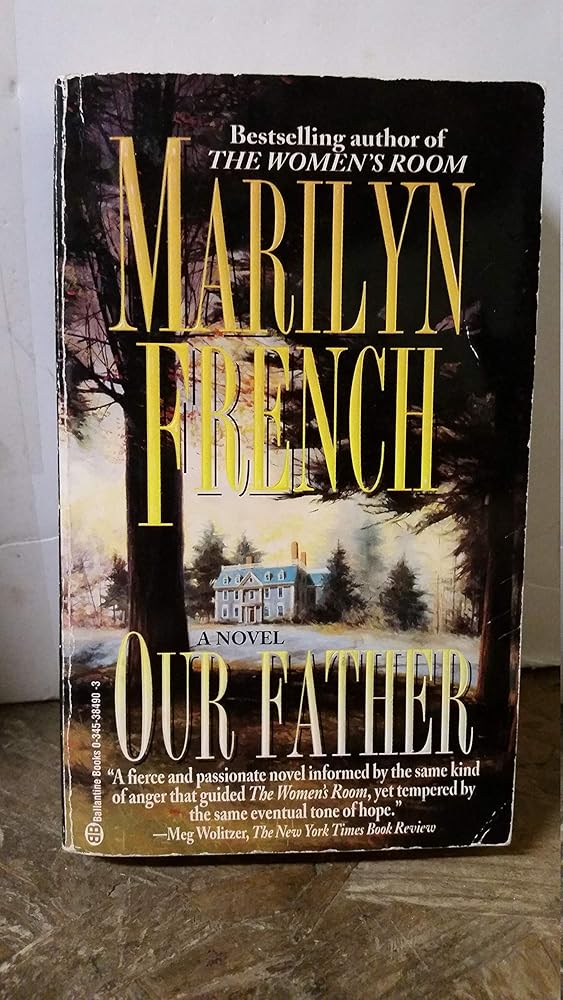 Bestselling author of
THE WOMEN'S ROOM
MARILYN
FRENCH
A NOVEL
OUR FATHER
"A fierce and passionate novel informed by the same kind
of anger that guided The Women's Room, yet tempered by
the same eventual tone of hope."
—Meg Wolitzer, The New York Times Book Review
BB Ballantine Books 0-345-38490-3